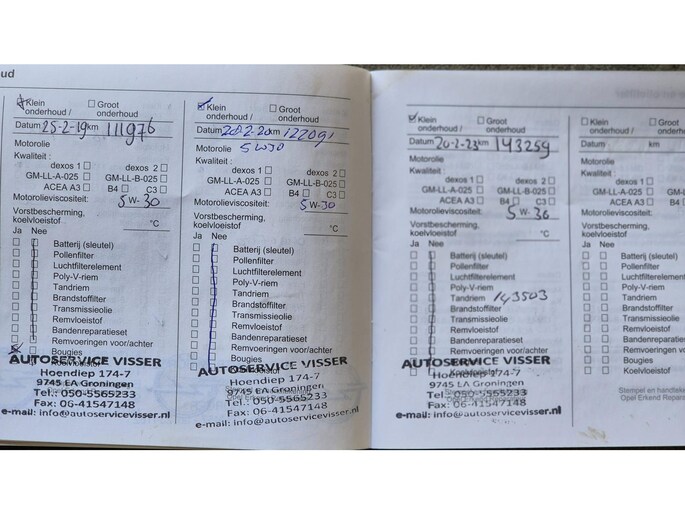 ud
Klein onderhoud /
Groot onderhoud
Datum 25-2-19 km 111976
Motorolie
Kwaliteit :
dexos 1 dexos 2
GM-LL-A-025 GM-LL-B-025
ACEA A3 B4 C3
Motorolieviscositeit: 5W-30
Vorstbescherming, koelvloeistof °C
Ja Nee
Batterij (sleutel)
Pollenfilter
Luchtfilterelement
Poly-V-riem
Tandriem
Brandstoffilter
Transmissieolie
Remvloeistof
Bandenreparatieset
Remvoeringen voor/achter
Bougies
AUTOSERVICE VISSER
Hoendiep 174-7
9745 EA Groningen
Tel.: 050-5565233
Fax: 06-41547148
e-mail: info@autoservicevisser.nl
Klein onderhoud /
Groot onderhoud
Datum 20-2-20 km 122091
Motorolie 5W30
Kwaliteit :
dexos 1 dexos 2
GM-LL-A-025 GM-LL-B-025
ACEA A3 B4 C3
Motorolieviscositeit: 5W-30
Vorstbescherming, koelvloeistof °C
Ja Nee
Batterij (sleutel)
Pollenfilter
Luchtfilterelement
Poly-V-riem
Tandriem
Brandstoffilter
Transmissieolie
Remvloeistof
Bandenreparatieset
Remvoeringen voor/achter
Bougies
AUTOSERVICE VISSER
Hoendiep 174-7
9745 EA Groningen
Tel.: 050-5565233
Fax: 06-41547148
e-mail: info@autoservicevisser.nl
Klein onderhoud /
Groot onderhoud
Datum 20-2-23 km 143259
Motorolie
Kwaliteit :
dexos 1 dexos 2
GM-LL-A-025 GM-LL-B-025
ACEA A3 B4 C3
Motorolieviscositeit: 5W-30
Vorstbescherming, koelvloeistof °C
Ja Nee
Batterij (sleutel)
Pollenfilter
Luchtfilterelement
Poly-V-riem
Tandriem 143503
Brandstoffilter
Transmissieolie
Remvloeistof
Bandenreparatieset
Remvoeringen voor/achter
Bougies
Koelvloeistof
AUTOSERVICE VISSER
Hoendiep 174-7
9745 EA Groningen
Tel.: 050-5565233
Fax: 06-41547148
e-mail: info@autoservicevisser.nl
Klein onderhoud /
Groot onderhoud
Datum km
Motorolie
Kwaliteit :
dexos 1
GM-LL-A-025 GM-LL-B
ACEA A3 B4
Motorolieviscositeit:
Vorstbescherming, koelvloeistof
Ja Nee
Batterij (sleutel)
Pollenfilter
Luchtfilterelement
Poly-V-riem
Tandriem
Brandstoffilter
Transmissieolie
Remvloeistof
Bandenreparatieset
Remvoeringen voor
Bougies
Koelvloeistof
Stempel en handteke
Opel Erkend Repara